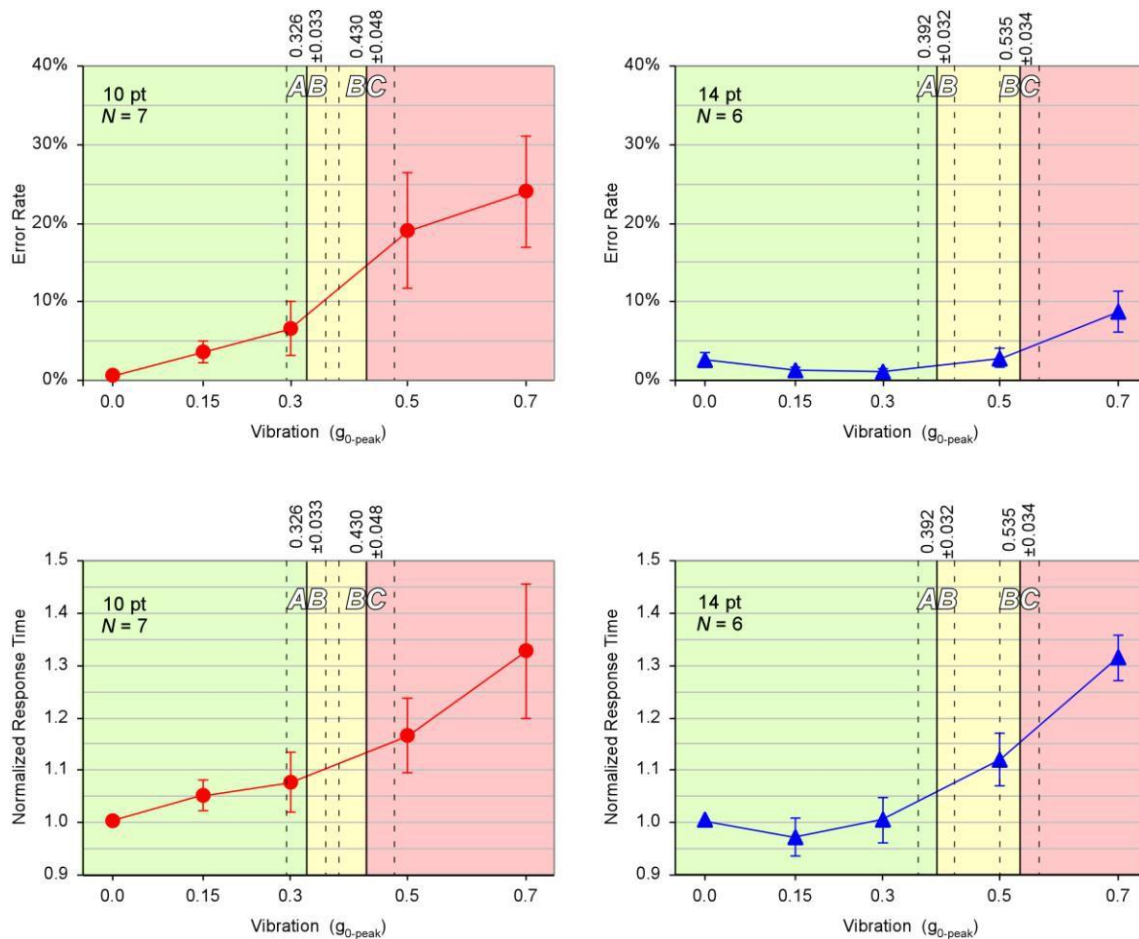 0.326
±0.033
0.430
±0.048
40%
30%
20%
10%
0%
Error Rate
10 pt
N = 7
AB
BC
0.0
0.15
0.3
0.5
0.7
Vibration (g0-peak)
0.392
±0.032
0.535
±0.034
40%
30%
20%
10%
0%
Error Rate
14 pt
N = 6
AB
BC
0.0
0.15
0.3
0.5
0.7
Vibration (g0-peak)
0.326
±0.033
0.430
±0.048
1.5
1.4
1.3
1.2
1.1
1.0
0.9
Normalized Response Time
10 pt
N = 7
AB
BC
0.0
0.15
0.3
0.5
0.7
Vibration (g0-peak)
0.392
±0.032
0.535
±0.034
1.5
1.4
1.3
1.2
1.1
1.0
0.9
Normalized Response Time
14 pt
N = 6
AB
BC
0.0
0.15
0.3
0.5
0.7
Vibration (g0-peak)